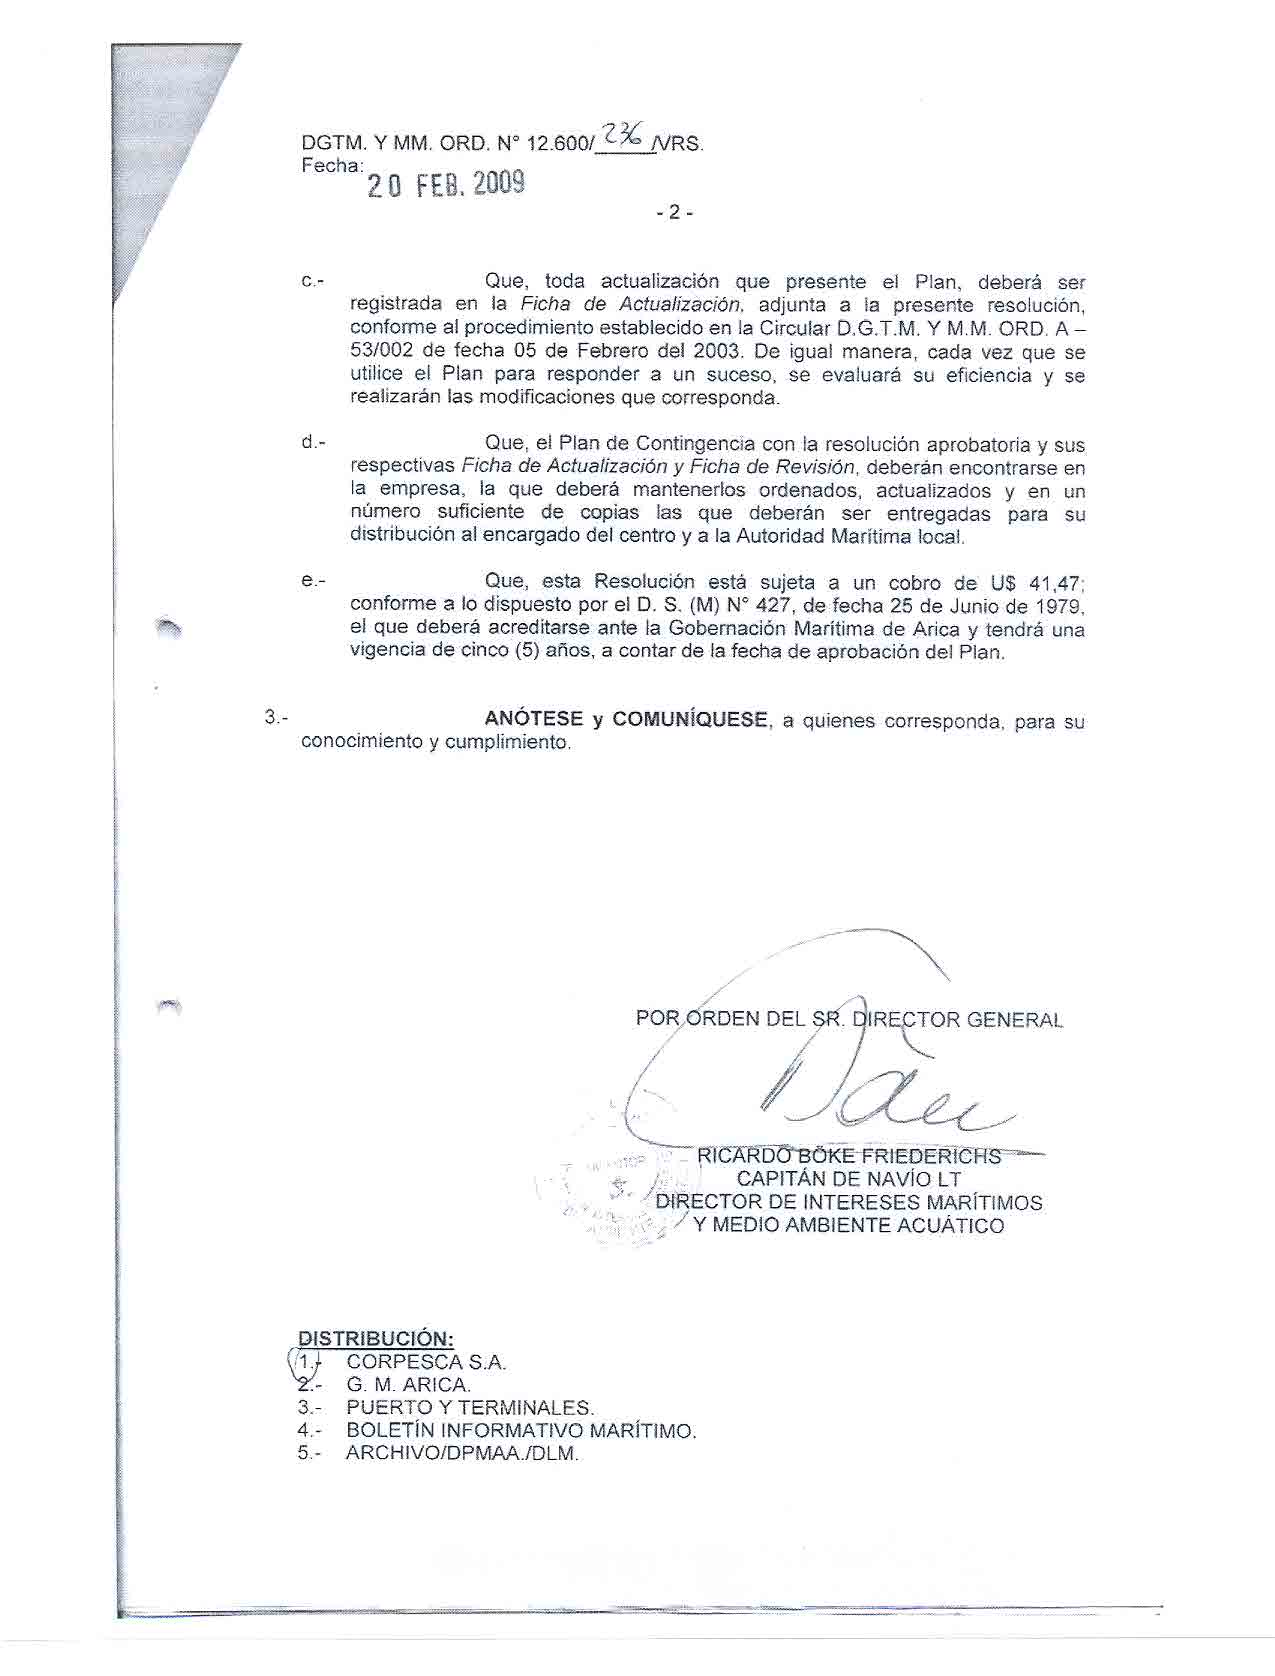 DGTM. Y MM. ORD. N° 12.600/ 236 /VRS.
Fecha:
20 FEB. 2009
- 2 -
c.- Que, toda actualización que presente el Plan, deberá ser
registrada en la Ficha de Actualización, adjunta a la presente resolución,
conforme al procedimiento establecido en la Circular D.G.T.M. Y M.M. ORD. A –
53/002 de fecha 05 de Febrero del 2003. De igual manera, cada vez que se
utilice el Plan para responder a un suceso, se evaluará su eficiencia y se
realizarán las modificaciones que corresponda.
d.- Que, el Plan de Contingencia con la resolución aprobatoria y sus
respectivas Ficha de Actualización y Ficha de Revisión, deberán encontrarse en
la empresa, la que deberá mantenerlos ordenados, actualizados y en un
número suficiente de copias las que deberán ser entregadas para su
distribución al encargado del centro y a la Autoridad Marítima local.
e.- Que, esta Resolución está sujeta a un cobro de U$ 41,47;
conforme a lo dispuesto por el D. S. (M) N° 427, de fecha 25 de Junio de 1979,
el que deberá acreditarse ante la Gobernación Marítima de Arica y tendrá una
vigencia de cinco (5) años, a contar de la fecha de aprobación del Plan.
3.- ANÓTESE y COMUNÍQUESE, a quienes corresponda, para su
conocimiento y cumplimiento.
POR ORDEN DEL SR. DIRECTOR GENERAL
RICARDO BÖKE FRIEDERICHS
CAPITÁN DE NAVÍO LT
DIRECTOR DE INTERESES MARÍTIMOS
Y MEDIO AMBIENTE ACUÁTICO
DISTRIBUCIÓN:
1.- CORPESCA S.A.
2.- G. M. ARICA.
3.- PUERTO Y TERMINALES.
4.- BOLETÍN INFORMATIVO MARÍTIMO.
5.- ARCHIVO/DPMAA./DLM.